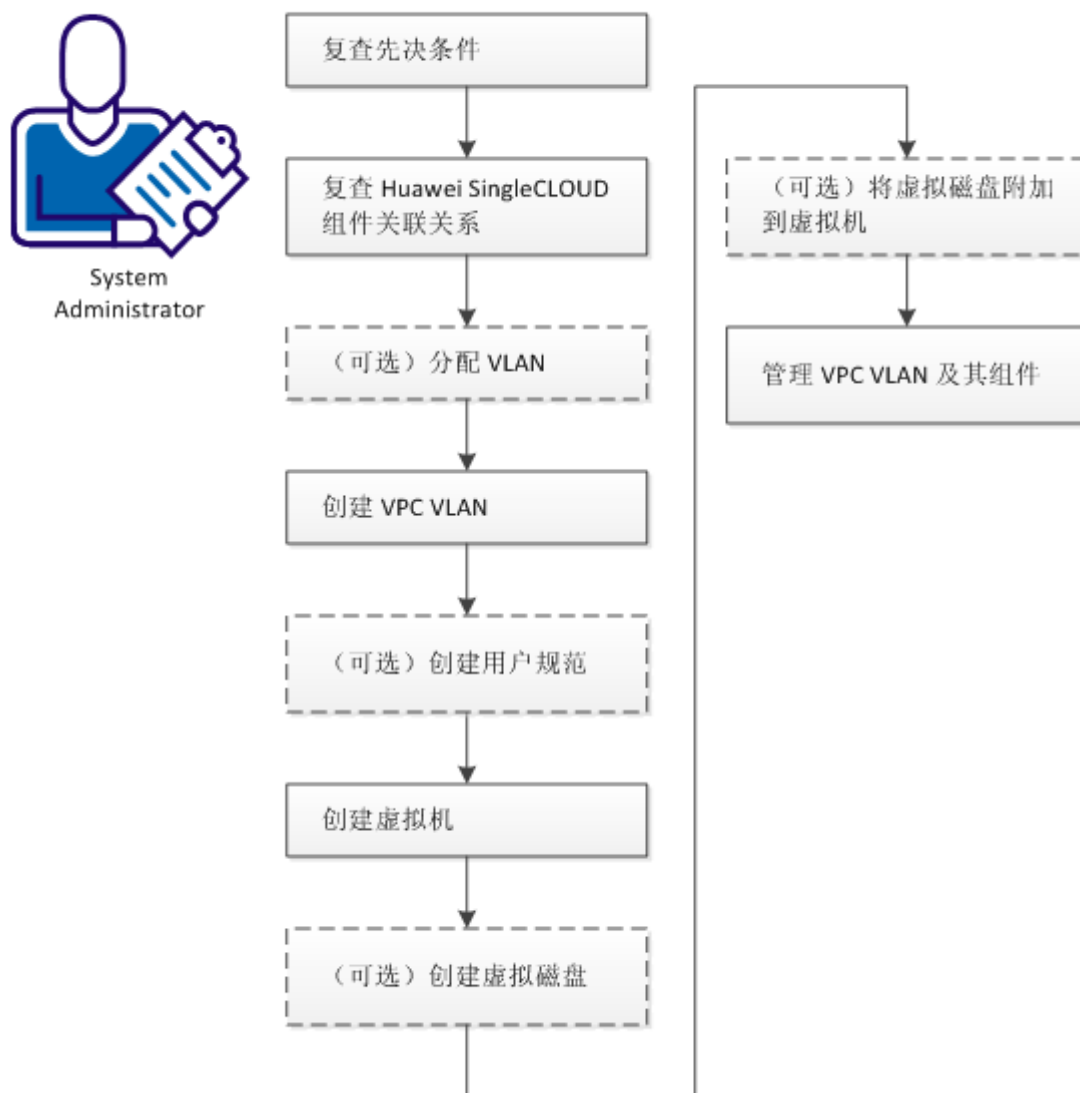 System
Administrator
复查先决条件
复查 Huawei SingleCLOUD
组件关联关系
（可选）分配 VLAN
创建 VPC VLAN
（可选）创建用户规范
创建虚拟机
（可选）创建虚拟磁盘
（可选）将虚拟磁盘附加
到虚拟机
管理 VPC VLAN 及其组件